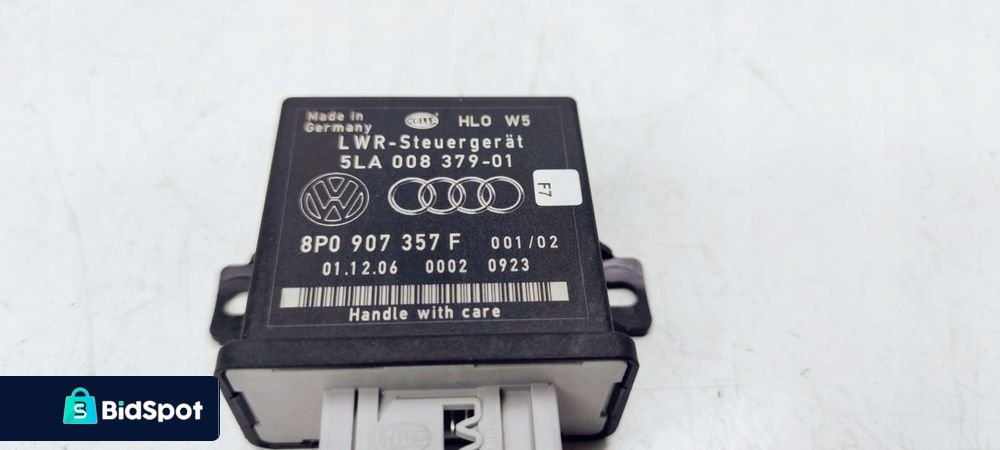 Made in
Germany
HELLA
HLO W5
LWR-Steuergerät
5LA 008 379-01
F7
8P0 907 357 F 001/02
01.12.06 0002 0923
Handle with care
HELLA
BidSpot